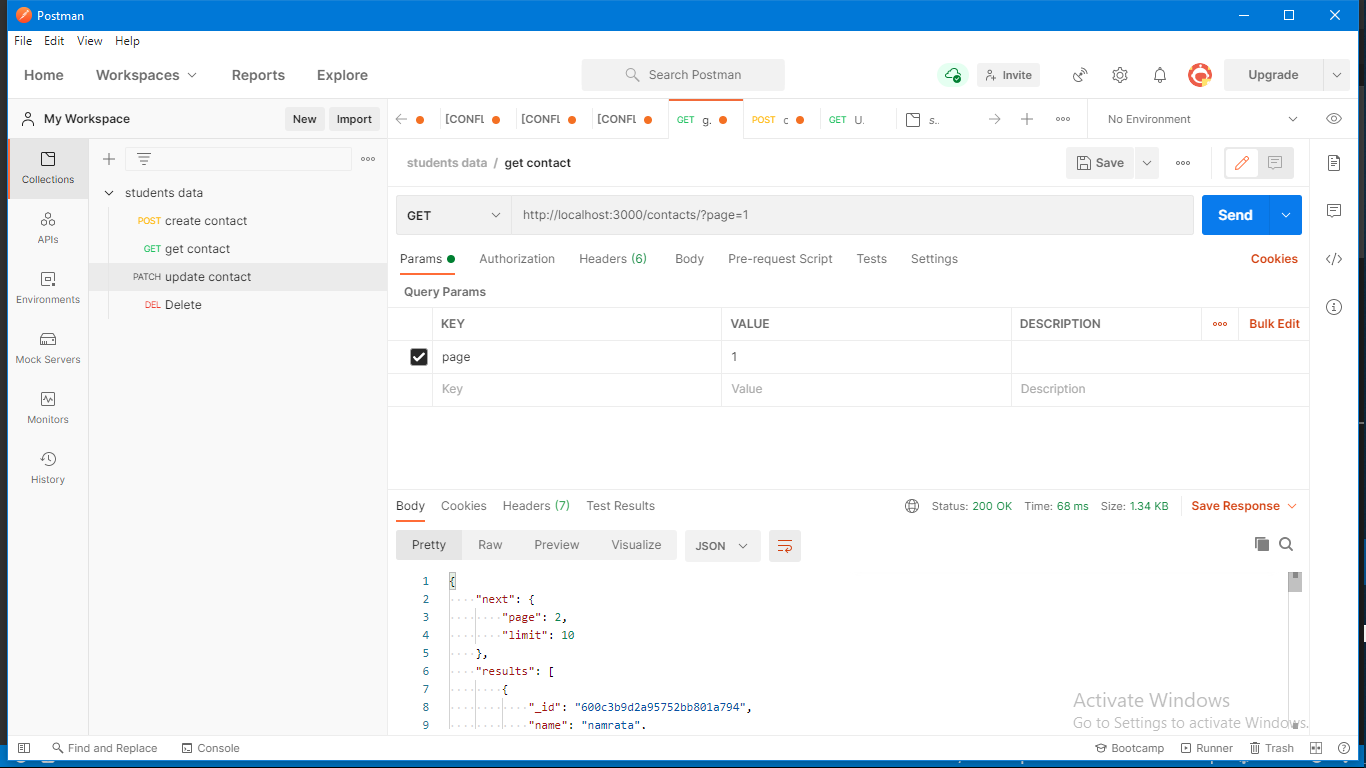 Postman
File Edit View Help
Home Workspaces Reports Explore Search Postman Invite Upgrade
My Workspace New Import [CONFL [CONFL [CONFL GET g. POST c GET U. s.. No Environment
students data / get contact Save
Collections
APIs
Environments
Mock Servers
Monitors
History
students data
POST create contact
GET get contact
PATCH update contact
DEL Delete
GET http://localhost:3000/contacts/?page=1 Send
Params Authorization Headers (6) Body Pre-request Script Tests Settings Cookies
Query Params
KEY VALUE DESCRIPTION Bulk Edit
page 1
Key Value Description
Body Cookies Headers (7) Test Results Status: 200 OK Time: 68 ms Size: 1.34 KB Save Response
Pretty Raw Preview Visualize JSON
1 {
2 "next": {
3 "page": 2,
4 "limit": 10
5 },
6 "results": [
7 {
8 "_id": "600c3b9d2a95752bb801a794",
9 "name": "namrata",
Activate Windows
Go to Settings to activate Windows.
Find and Replace Console Bootcamp Runner Trash